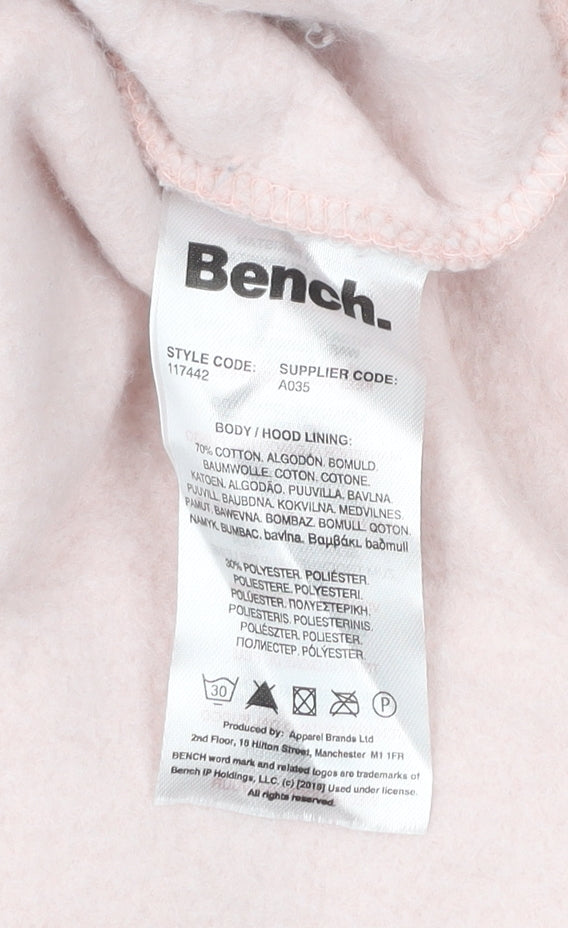 Bench.
STYLE CODE: SUPPLIER CODE:
117442 A035
BODY / HOOD LINING:
70% COTTON. ALGODÓN. BOMULD.
BAUMWOLLE. COTON. COTONE.
KATOEN. ALGODÃO. PUUVILLA. BAVLNA.
PUUVILL. BAUBDNA. KOKVILNA. MEDVILNES.
PAMUT. BAWEVNA. BOMBAZ. BOMULL. QOTON.
NAMYK. BUMBAC. bavlna. Βαμβάκι. baðmull
30% POLYESTER. POLIÉSTER.
POLIESTERE. POLYESTERI.
POLÜESTER. ΠΟΛΥΕΣΤΕΡΙΚΗ.
POLIESTERIS. POLIESTERINIS.
POLIÉSZTER. POLIESTER.
ПОЛИЕСТЕР. PÓLÝESTER.
30 P
Produced by: Apparel Brands Ltd
2nd Floor, 18 Hilton Street, Manchester M1 1FR
BENCH word mark and related logos are trademarks of
Bench IP Holdings, LLC. (c) [2018] Used under license.
All rights reserved.